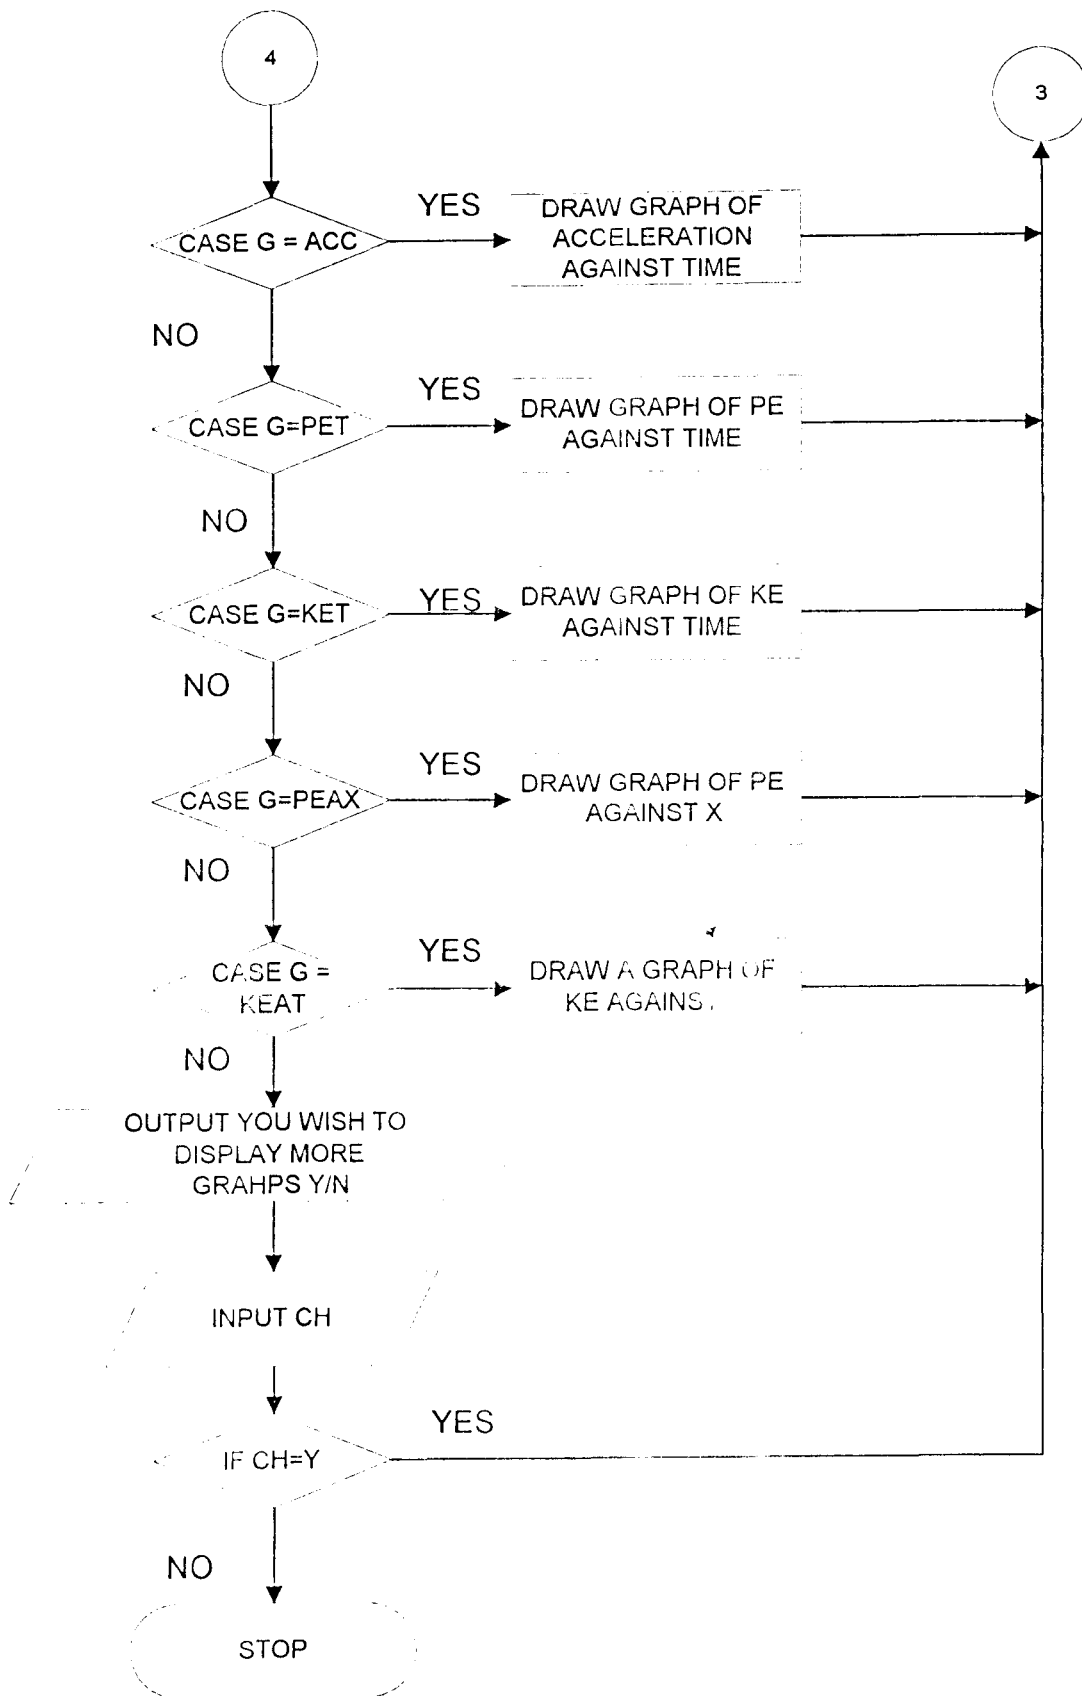 4
3
CASE G = ACC
YES
DRAW GRAPH OF
ACCELERATION
AGAINST TIME
NO
CASE G=PET
YES
DRAW GRAPH OF PE
AGAINST TIME
NO
CASE G=KET
YES
DRAW GRAPH OF KE
AGAINST TIME
NO
CASE G=PEAX
YES
DRAW GRAPH OF PE
AGAINST X
NO
CASE G =
KEAT
YES
DRAW A GRAPH OF
KE AGAINS
NO
OUTPUT YOU WISH TO
DISPLAY MORE
GRAHPS Y/N
INPUT CH
IF CH=Y
YES
NO
STOP